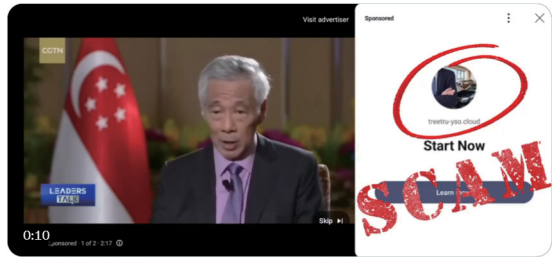 Visit advertiser
CGTN
LEADERS
TALK
Skip
0:10
Sponsored · 1 of 2 · 2:17
Sponsored
treetru-yso.cloud
Start Now
Learn
SCAM